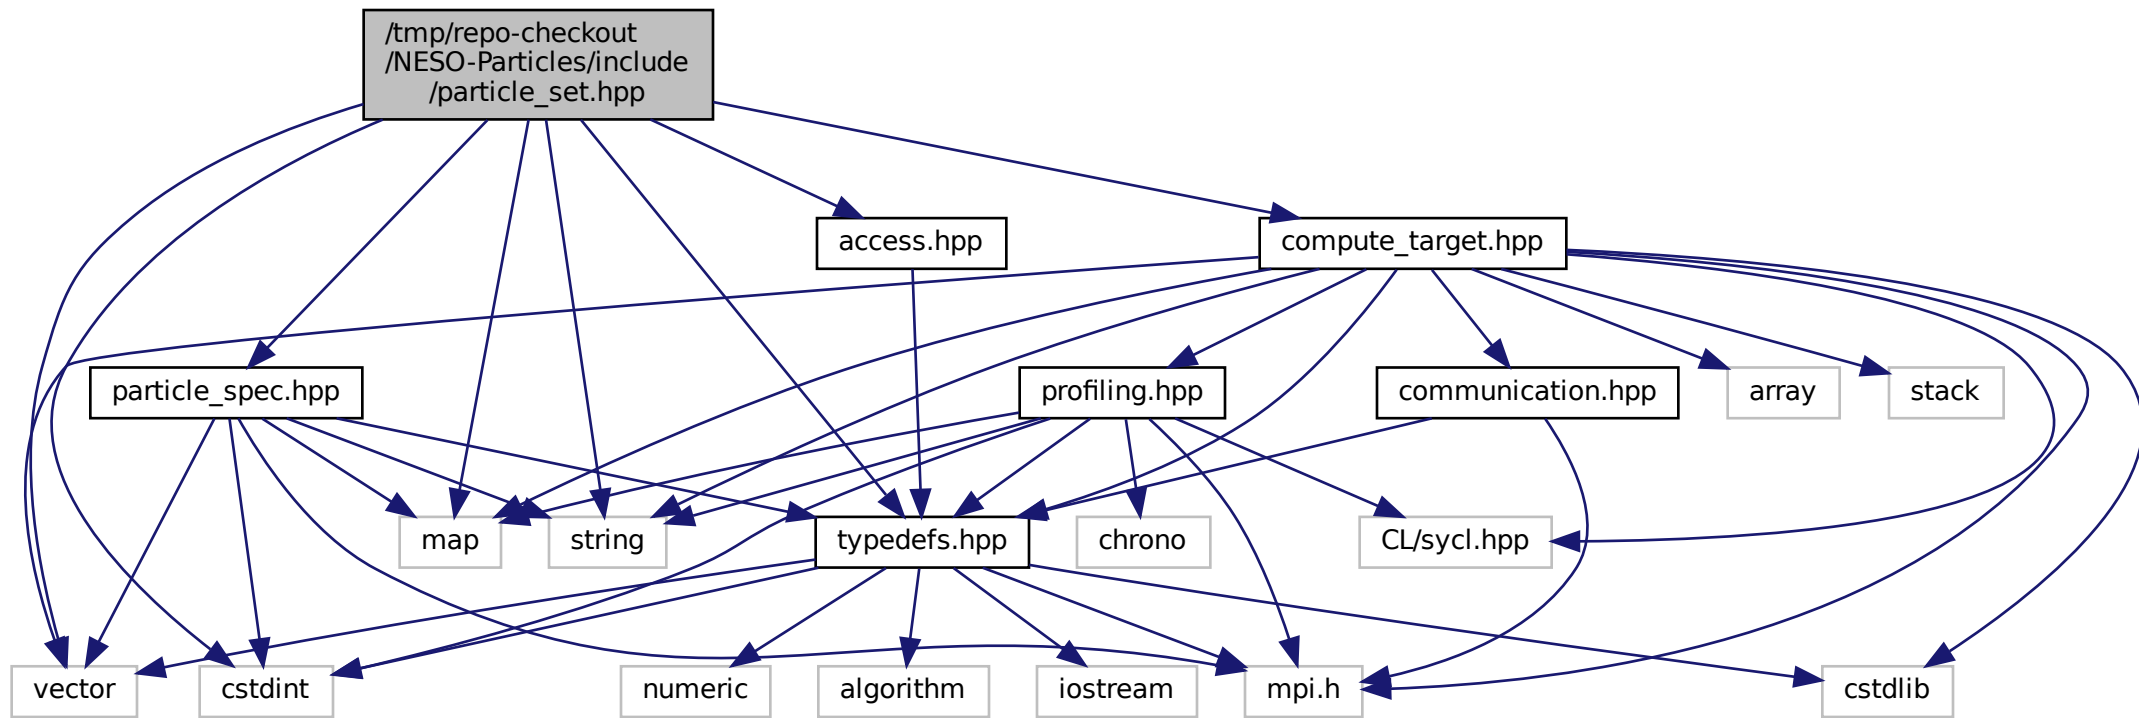 /tmp/repo-checkout
/NESO-Particles/include
/particle_set.hpp
access.hpp
compute_target.hpp
particle_spec.hpp
profiling.hpp
communication.hpp
array
stack
map
string
typedefs.hpp
chrono
CL/sycl.hpp
vector
cstdint
numeric
algorithm
iostream
mpi.h
cstdlib